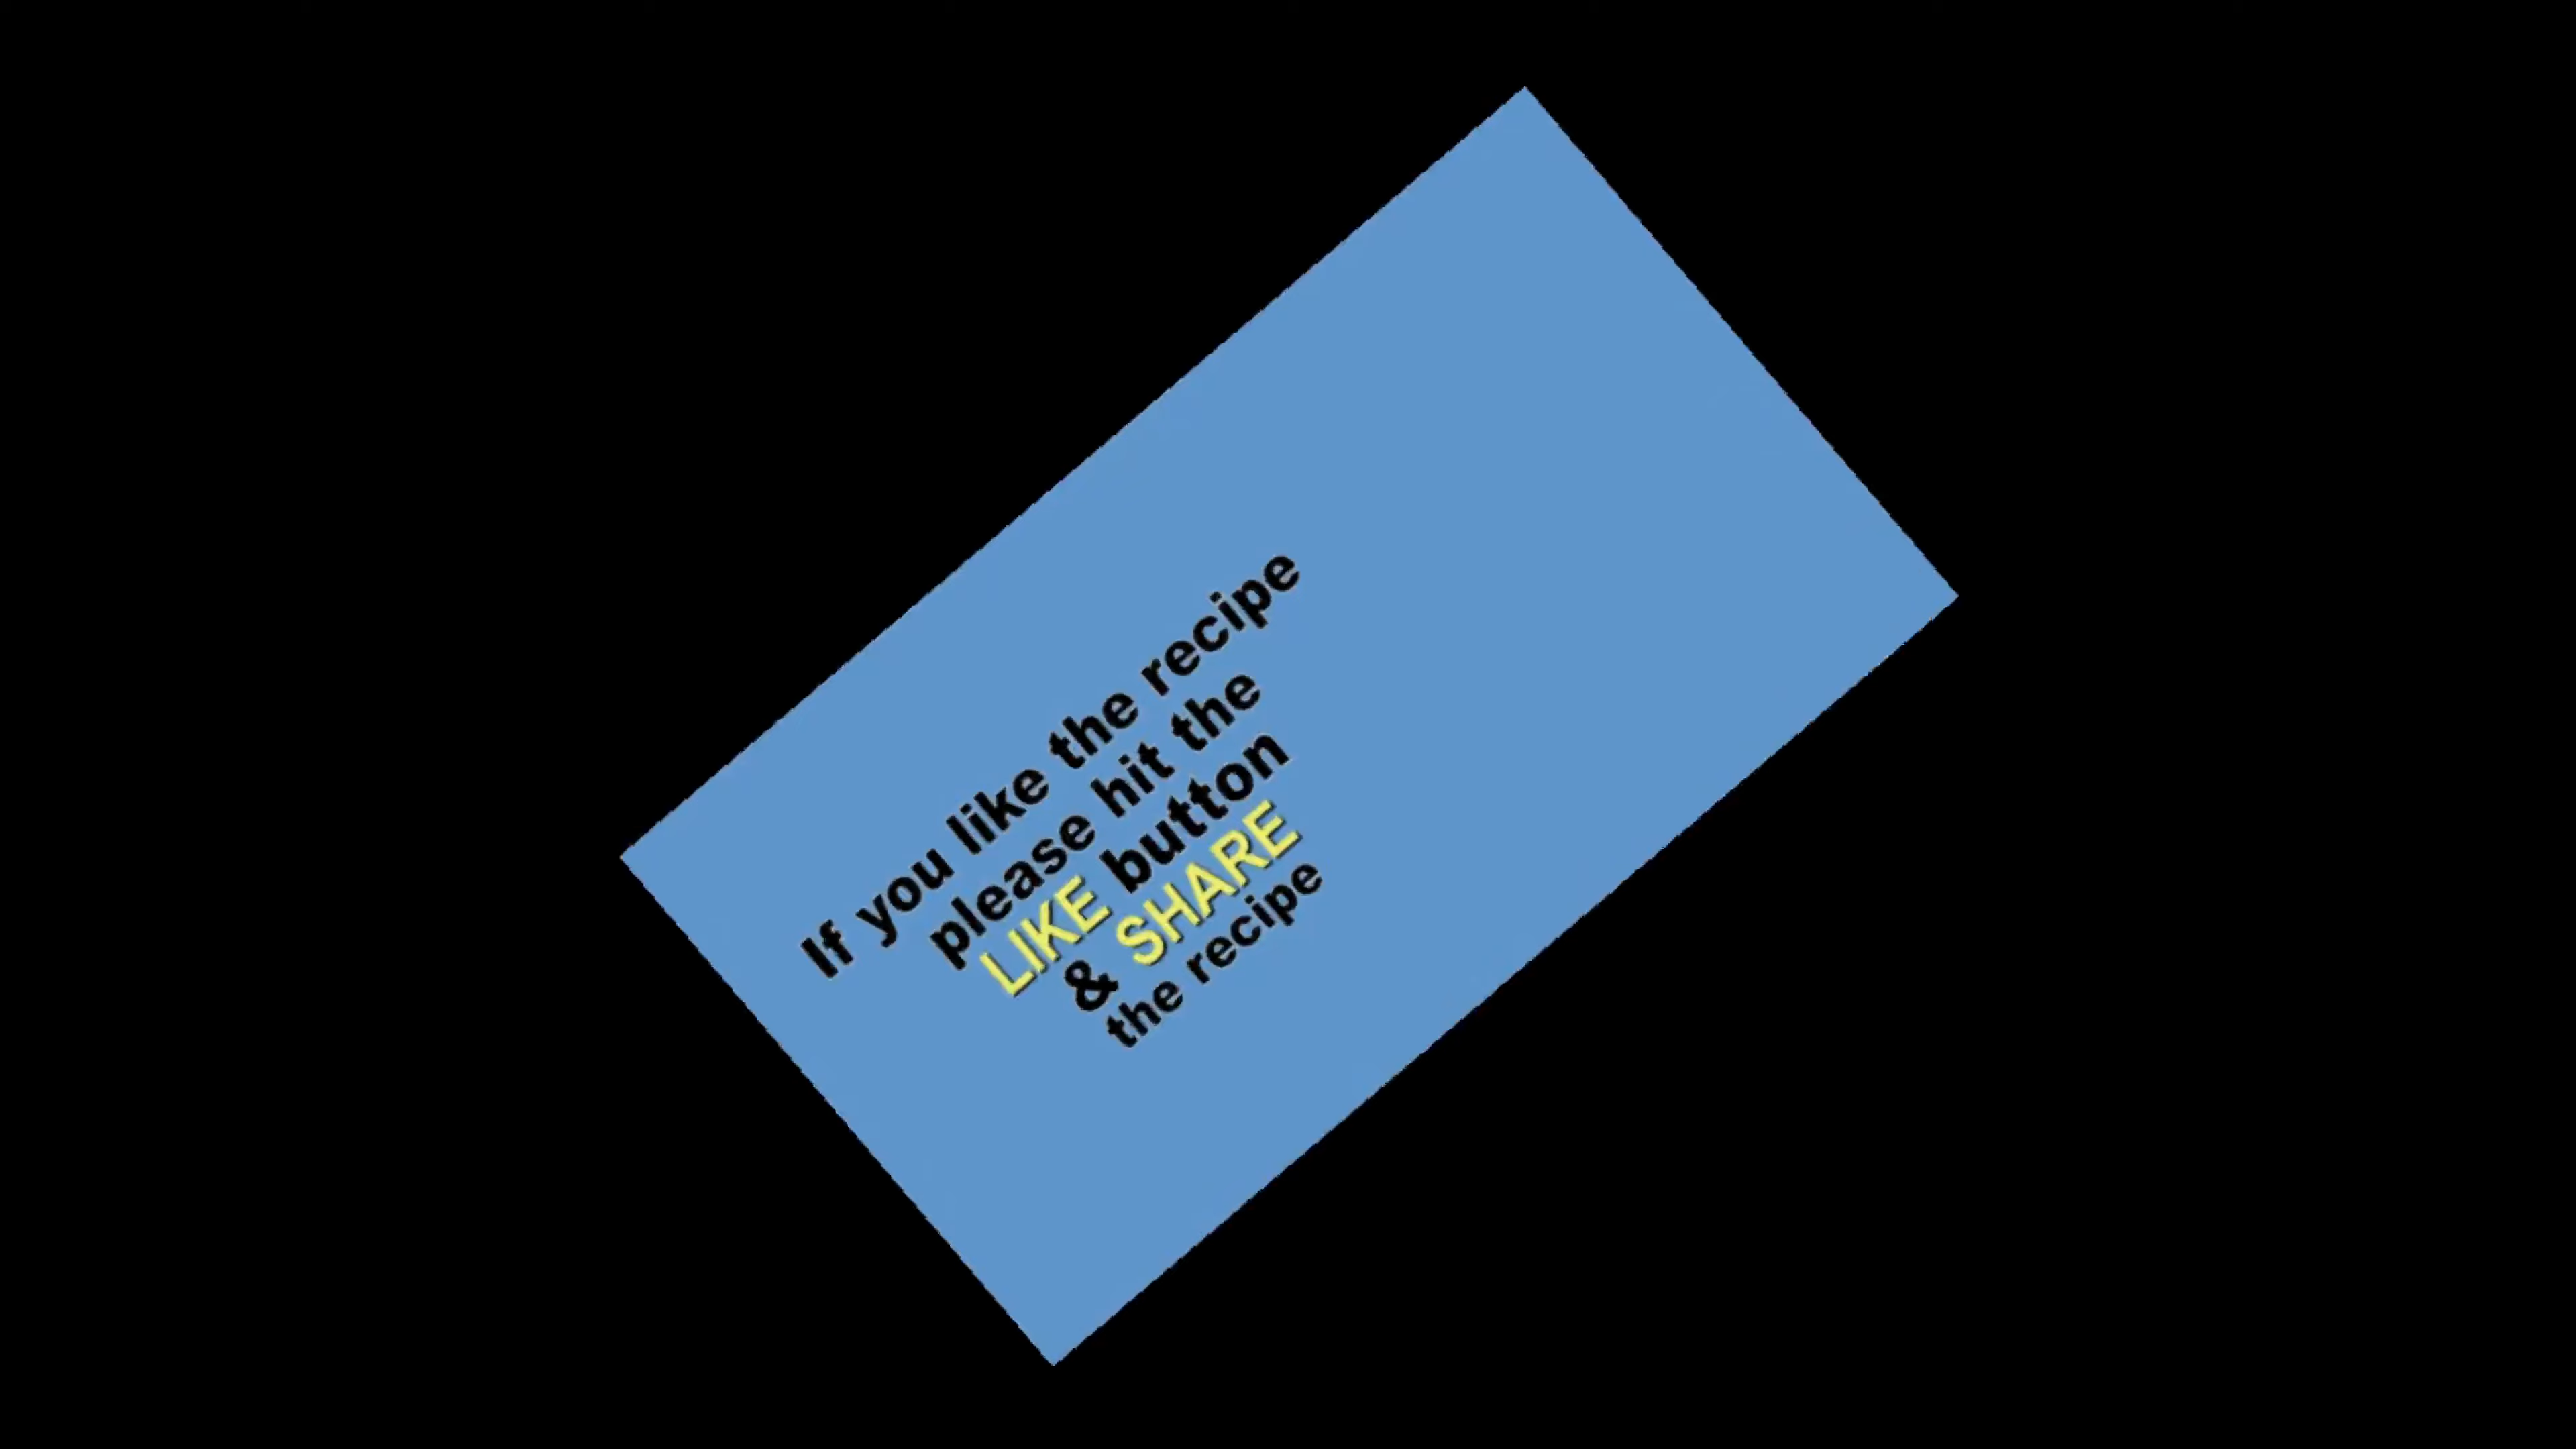 If you like the recipe
please hit the
LIKE button
& SHARE
the recipe